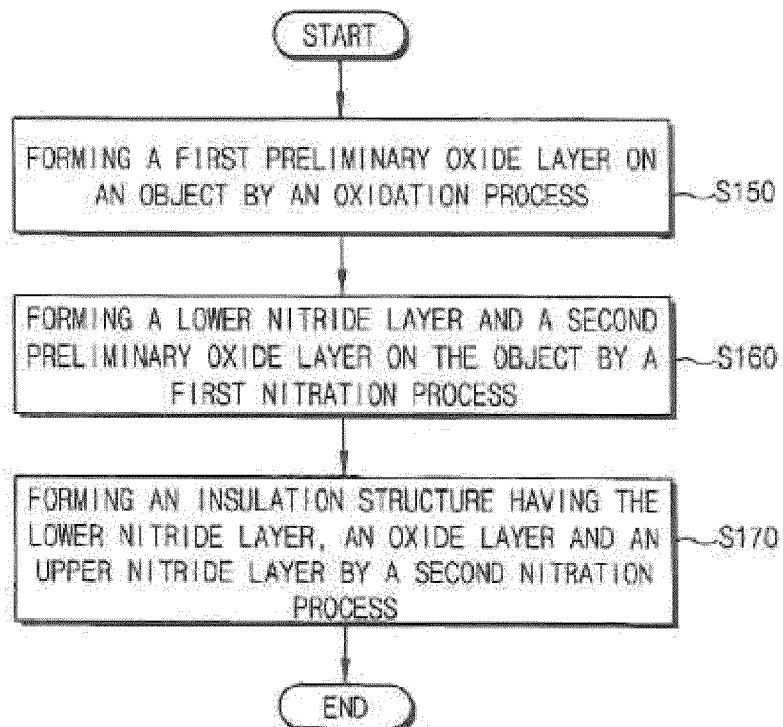 START
FORMING A FIRST PRELIMINARY OXIDE LAYER ON
AN OBJECT BY AN OXIDATION PROCESS
S150
FORMING A LOWER NITRIDE LAYER AND A SECOND
PRELIMINARY OXIDE LAYER ON THE OBJECT BY A
FIRST NITRATION PROCESS
S160
FORMING AN INSULATION STRUCTURE HAVING THE
LOWER NITRIDE LAYER, AN OXIDE LAYER AND AN
UPPER NITRIDE LAYER BY A SECOND NITRATION
PROCESS
S170
END